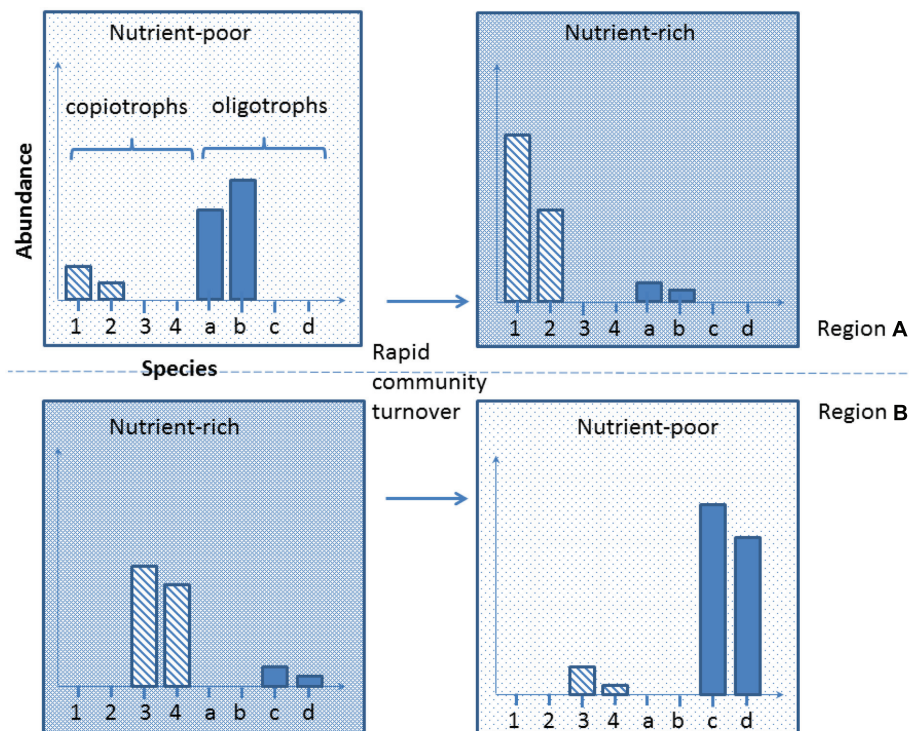 Nutrient-poor
copiotrophs
oligotrophs
Abundance
1 2 3 4 a b c d
Species
Nutrient-rich
1 2 3 4 a b c d
Region A
Rapid
community
turnover
Region B
Nutrient-rich
1 2 3 4 a b c d
Nutrient-poor
1 2 3 4 a b c d